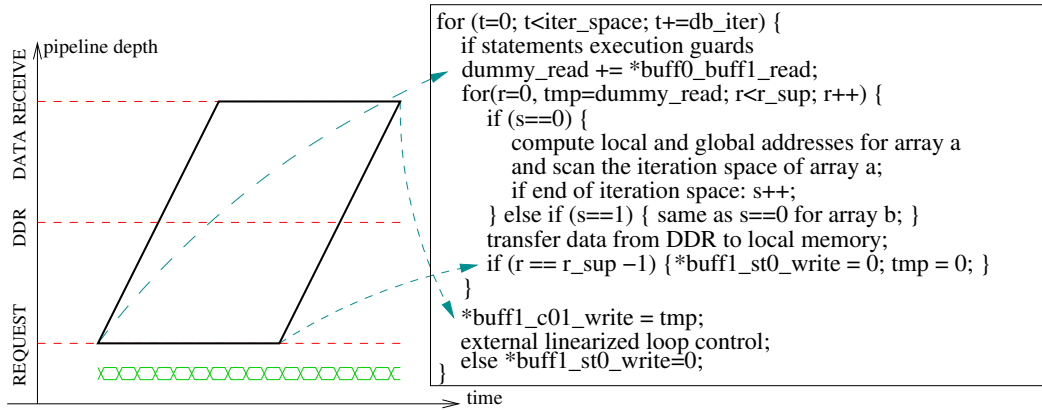 pipeline depth
DATA RECEIVE
DDR
REQUEST
time
for (t=0; t<iter_space; t+=db_iter) {
if statements execution guards
dummy_read += *buff0_buff1_read;
for(r=0, tmp=dummy_read; r<r_sup; r++) {
if (s==0) {
compute local and global addresses for array a
and scan the iteration space of array a;
if end of iteration space: s++;
} else if (s==1) { same as s==0 for array b; }
transfer data from DDR to local memory;
if (r == r_sup −1) {*buff1_st0_write = 0; tmp = 0; }
}
*buff1_c01_write = tmp;
external linearized loop control;
else *buff1_st0_write=0;
}